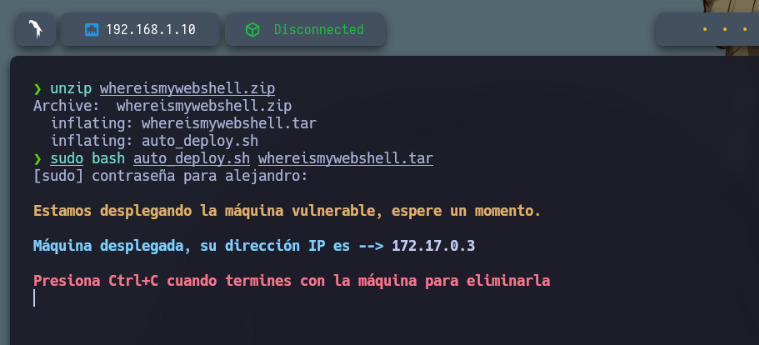 192.168.1.10
Disconnected
❯ unzip whereismywebshell.zip
Archive:  whereismywebshell.zip
  inflating: whereismywebshell.tar
  inflating: auto_deploy.sh
❯ sudo bash auto_deploy.sh whereismywebshell.tar
[sudo] contraseña para alejandro:
Estamos desplegando la máquina vulnerable, espere un momento.
Máquina desplegada, su dirección IP es --> 172.17.0.3
Presiona Ctrl+C cuando termines con la máquina para eliminarla